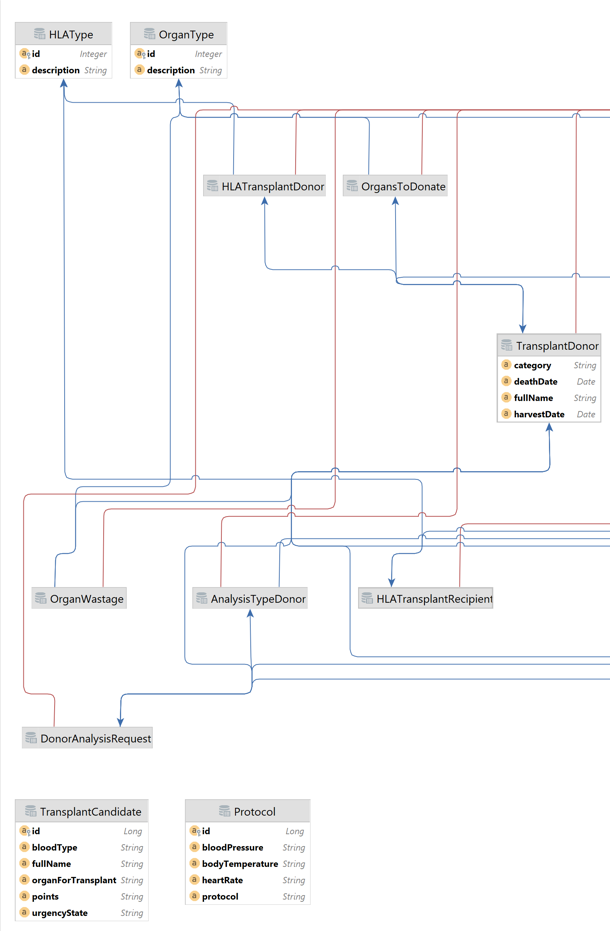 HLAType
id Integer
description String
OrganType
id Integer
description String
HLATransplantDonor
OrgansToDonate
TransplantDonor
category String
deathDate Date
fullName String
harvestDate Date
OrganWastage
AnalysisTypeDonor
HLATransplantRecipient
DonorAnalysisRequest
TransplantCandidate
id Long
bloodType String
fullName String
organForTransplant String
points String
urgencyState String
Protocol
id Long
bloodPressure String
bodyTemperature String
heartRate String
protocol String